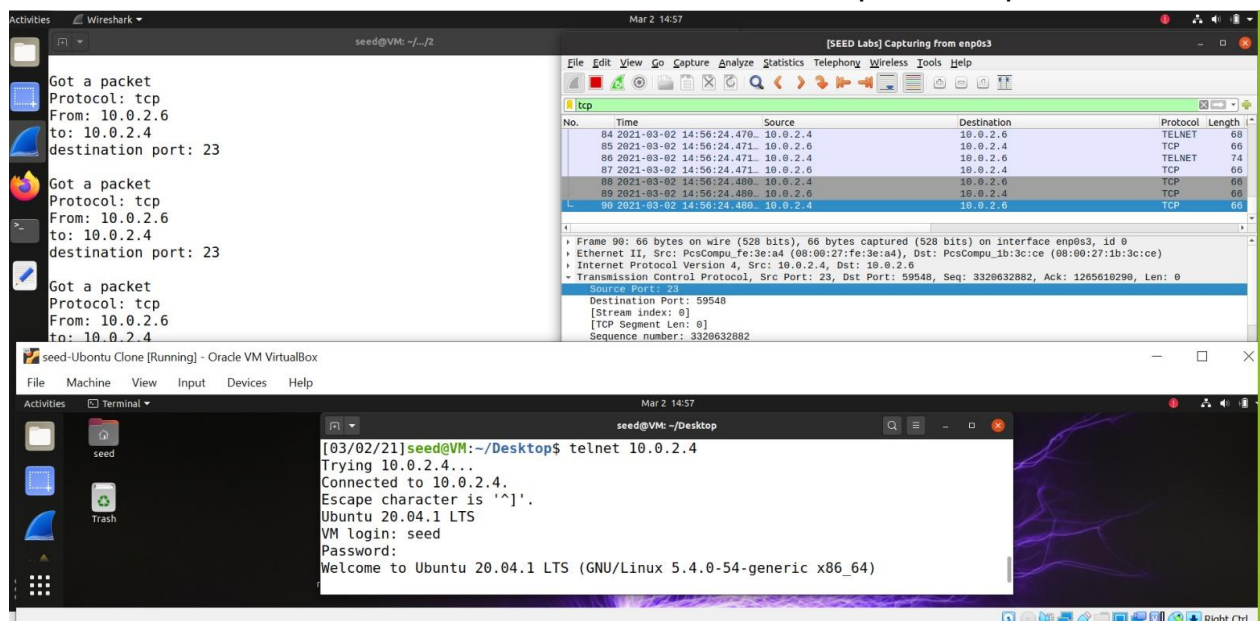 Activities Wireshark Mar 2 14:57
seed@VM: ~/.../2
Got a packet
Protocol: tcp
From: 10.0.2.6
to: 10.0.2.4
destination port: 23
Got a packet
Protocol: tcp
From: 10.0.2.6
to: 10.0.2.4
destination port: 23
Got a packet
Protocol: tcp
From: 10.0.2.6
to: 10.0.2.4
[SEED Labs] Capturing from enp0s3
File Edit View Go Capture Analyze Statistics Telephony Wireless Tools Help
tcp
No. Time Source Destination Protocol Length
84 2021-03-02 14:56:24.470… 10.0.2.4 10.0.2.6 TELNET 68
85 2021-03-02 14:56:24.471… 10.0.2.6 10.0.2.4 TCP 66
86 2021-03-02 14:56:24.471… 10.0.2.4 10.0.2.6 TELNET 74
87 2021-03-02 14:56:24.471… 10.0.2.6 10.0.2.4 TCP 66
88 2021-03-02 14:56:24.480… 10.0.2.4 10.0.2.6 TCP 66
89 2021-03-02 14:56:24.480… 10.0.2.6 10.0.2.4 TCP 66
90 2021-03-02 14:56:24.480… 10.0.2.4 10.0.2.6 TCP 66
Frame 90: 66 bytes on wire (528 bits), 66 bytes captured (528 bits) on interface enp0s3, id 0
Ethernet II, Src: PcsCompu_fe:3e:a4 (08:00:27:fe:3e:a4), Dst: PcsCompu_1b:3c:ce (08:00:27:1b:3c:ce)
Internet Protocol Version 4, Src: 10.0.2.4, Dst: 10.0.2.6
Transmission Control Protocol, Src Port: 23, Dst Port: 59548, Seq: 3320632882, Ack: 1265610290, Len: 0
Source Port: 23
Destination Port: 59548
[Stream index: 0]
[TCP Segment Len: 0]
Sequence number: 3320632882
seed-Ubuntu Clone [Running] - Oracle VM VirtualBox
File Machine View Input Devices Help
Activities Terminal Mar 2 14:57
seed
Trash
seed@VM: ~/Desktop
[03/02/21]seed@VM:~/Desktop$ telnet 10.0.2.4
Trying 10.0.2.4...
Connected to 10.0.2.4.
Escape character is '^]'.
Ubuntu 20.04.1 LTS
VM login: seed
Password:
Welcome to Ubuntu 20.04.1 LTS (GNU/Linux 5.4.0-54-generic x86_64)
Right Ctrl